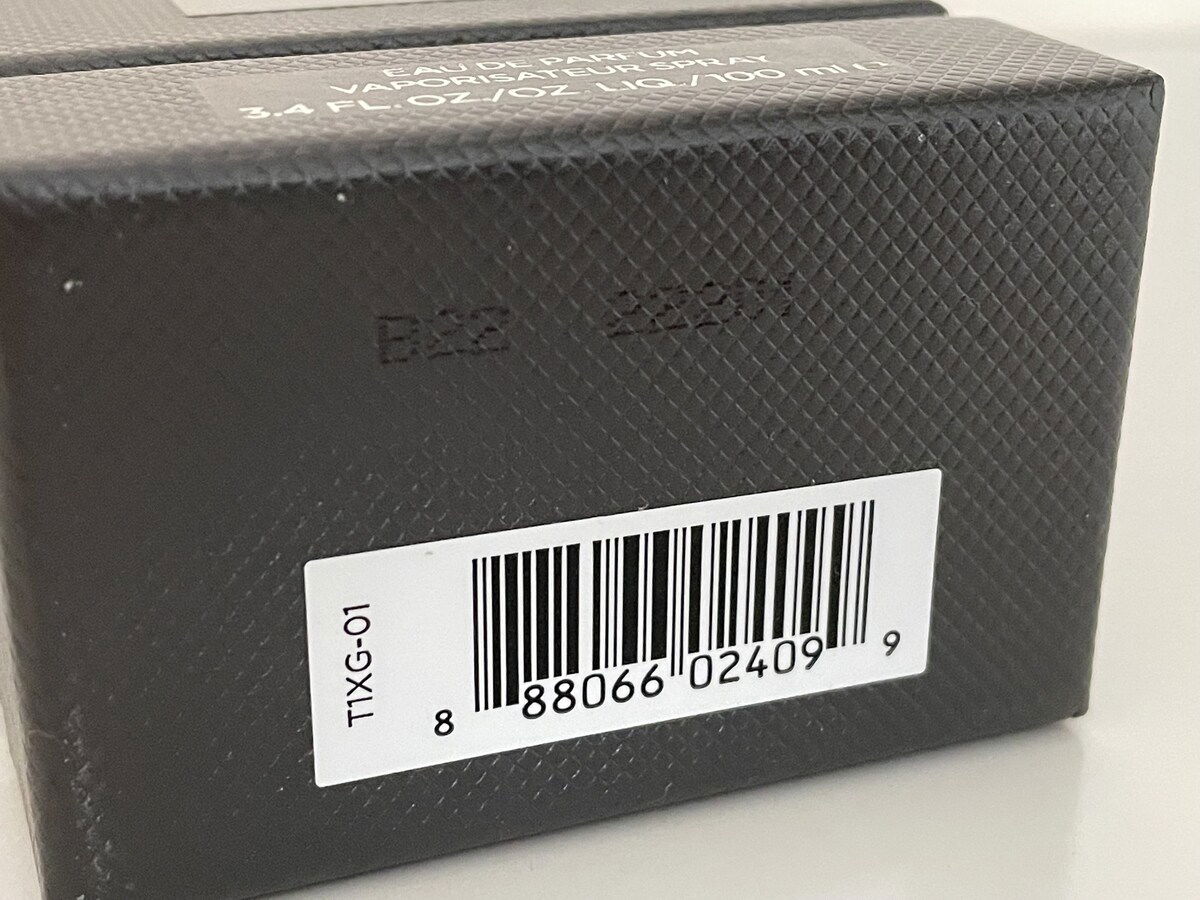 EAU DE PARFUM
VAPORISATEUR SPRAY
3.4 FL.OZ./OZ LIQ./100 ml ℮
B22 22201
T1XG-01
8 88066 02409 9